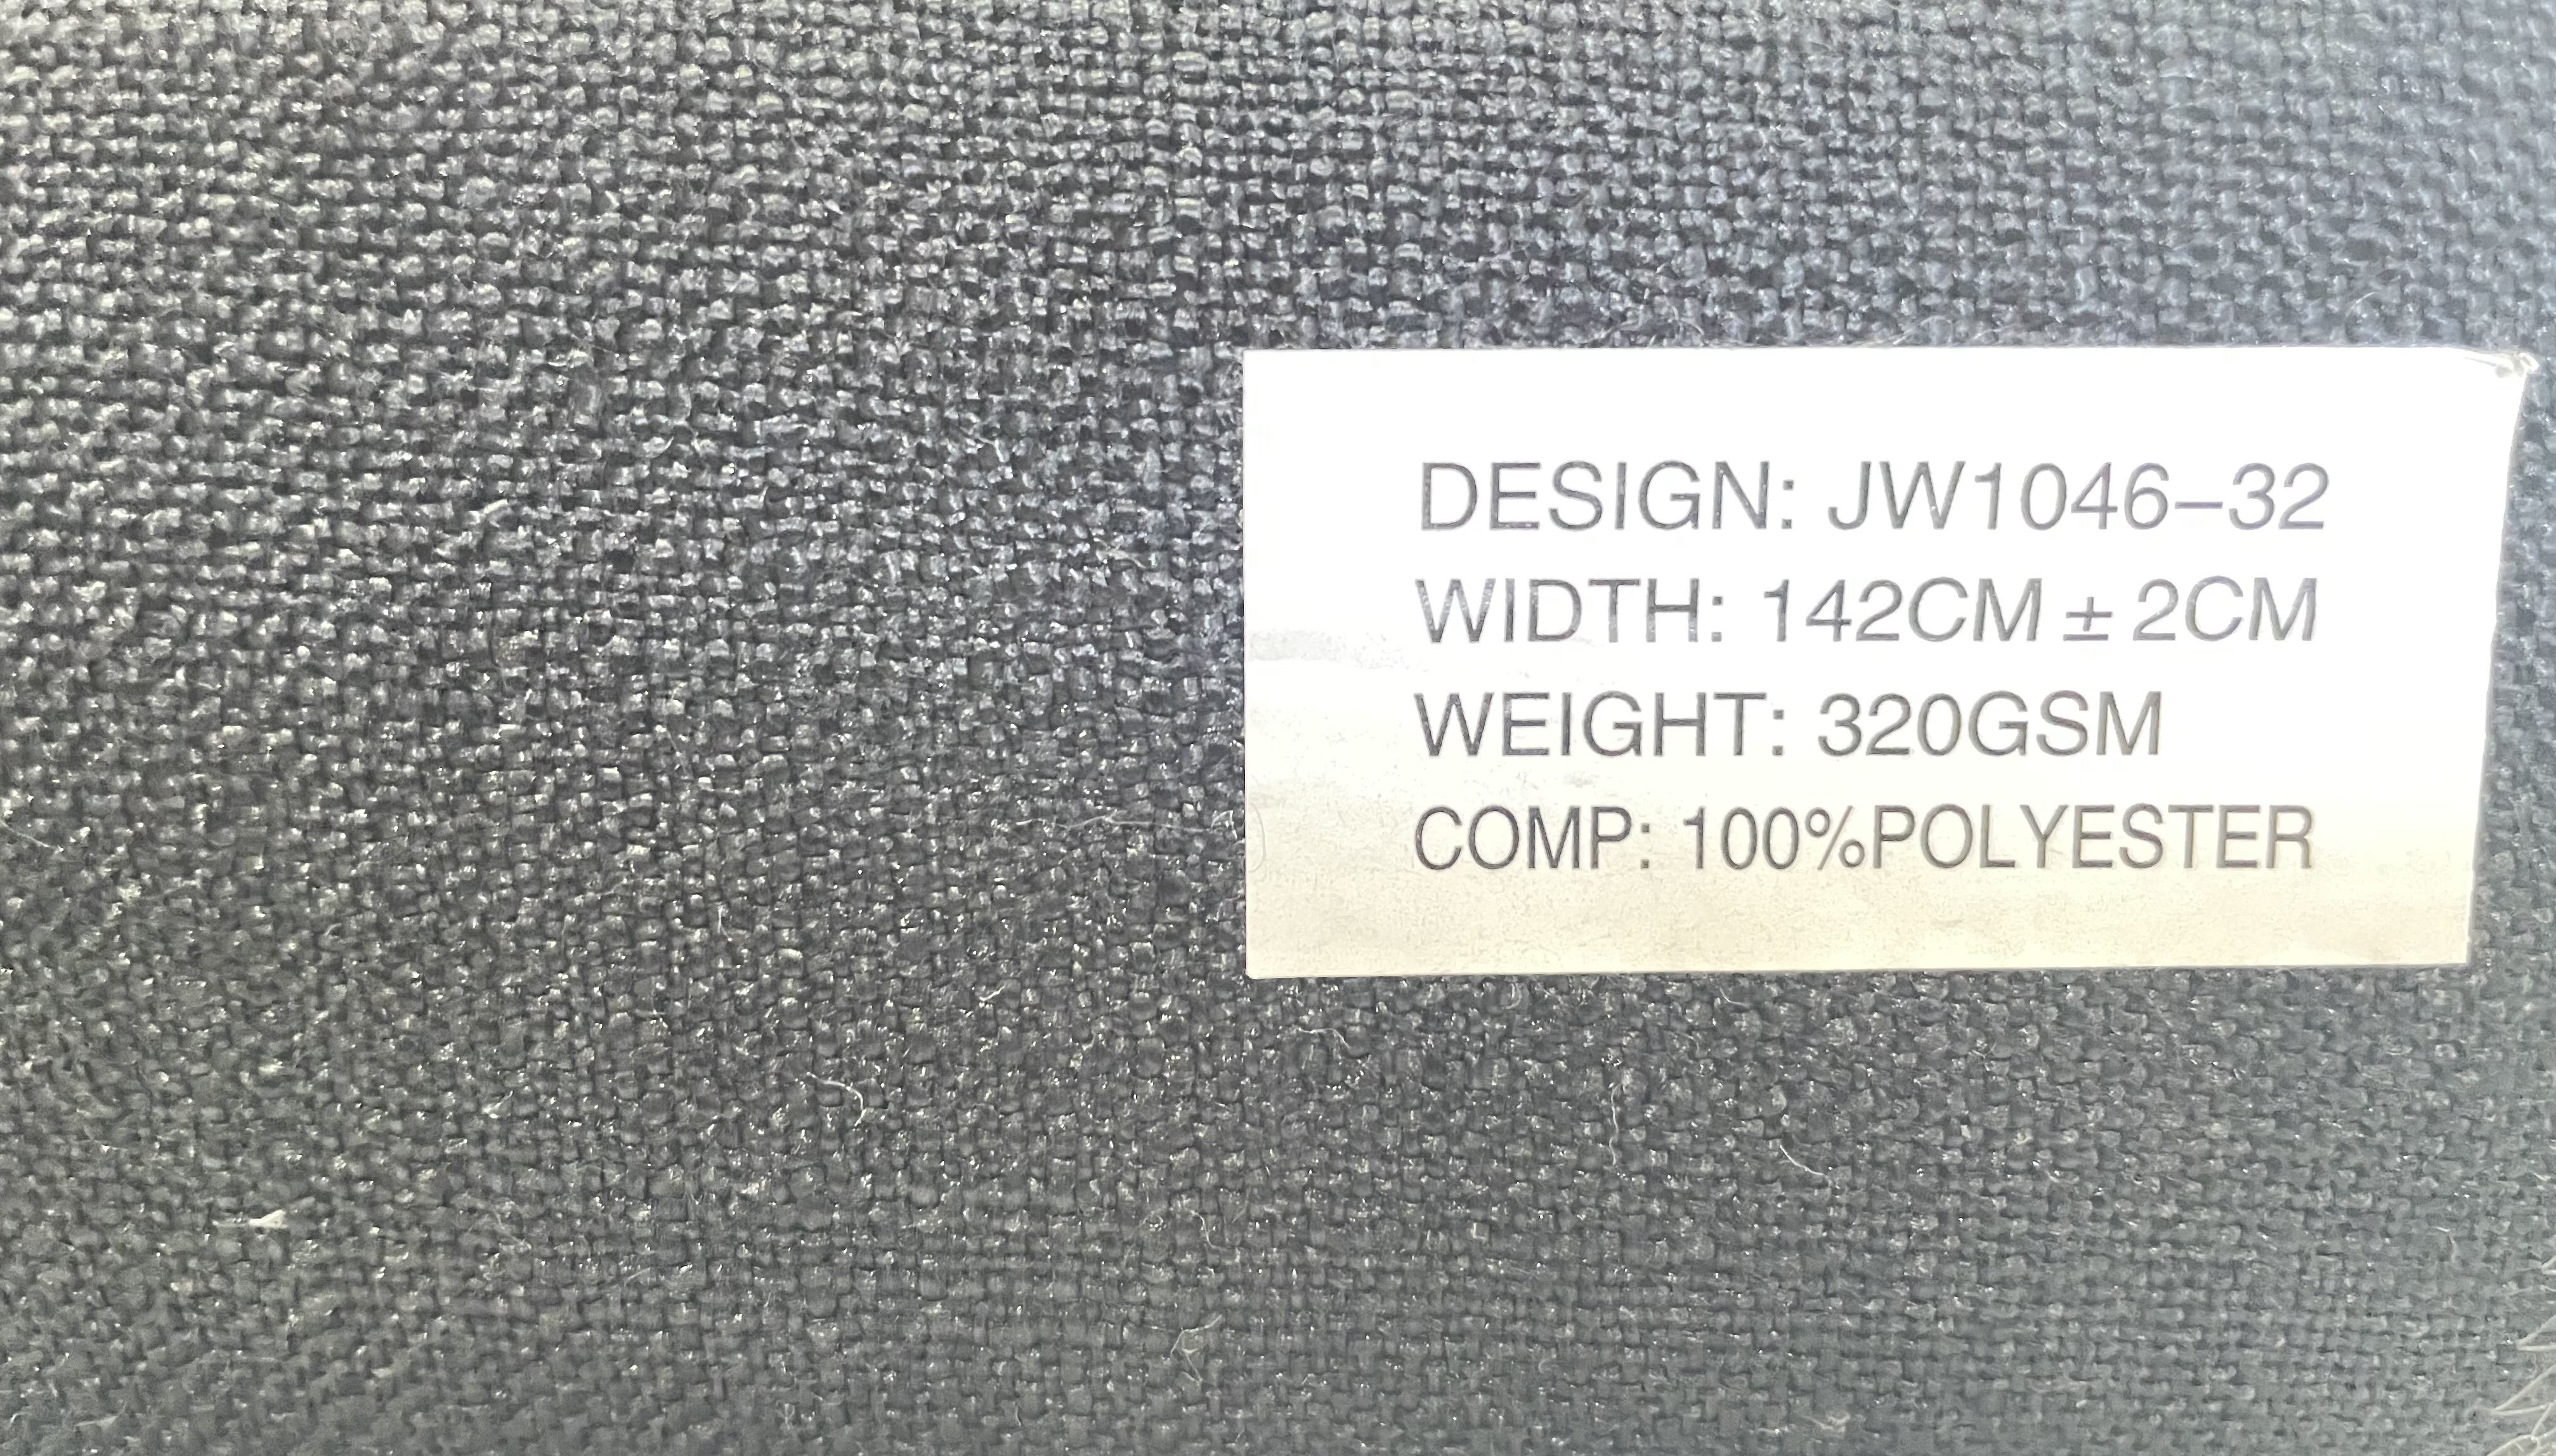 DESIGN: JW1046-32
WIDTH: 142CM ± 2CM
WEIGHT: 320GSM
COMP: 100%POLYESTER